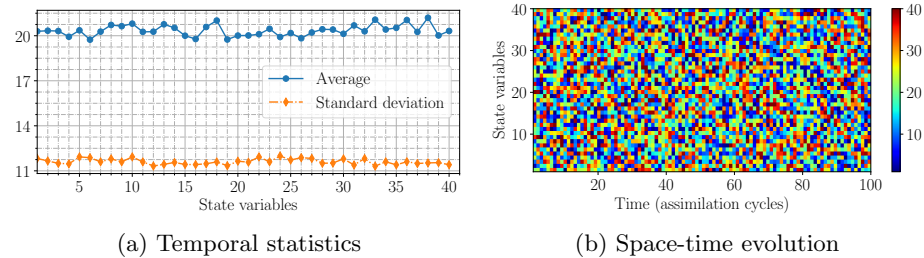 20
17
14
11
Average
Standard deviation
5 10 15 20 25 30 35 40
State variables
(a) Temporal statistics
40
30
20
10
State variables
20 40 60 80 100
Time (assimilation cycles)
40
30
20
10
(b) Space-time evolution